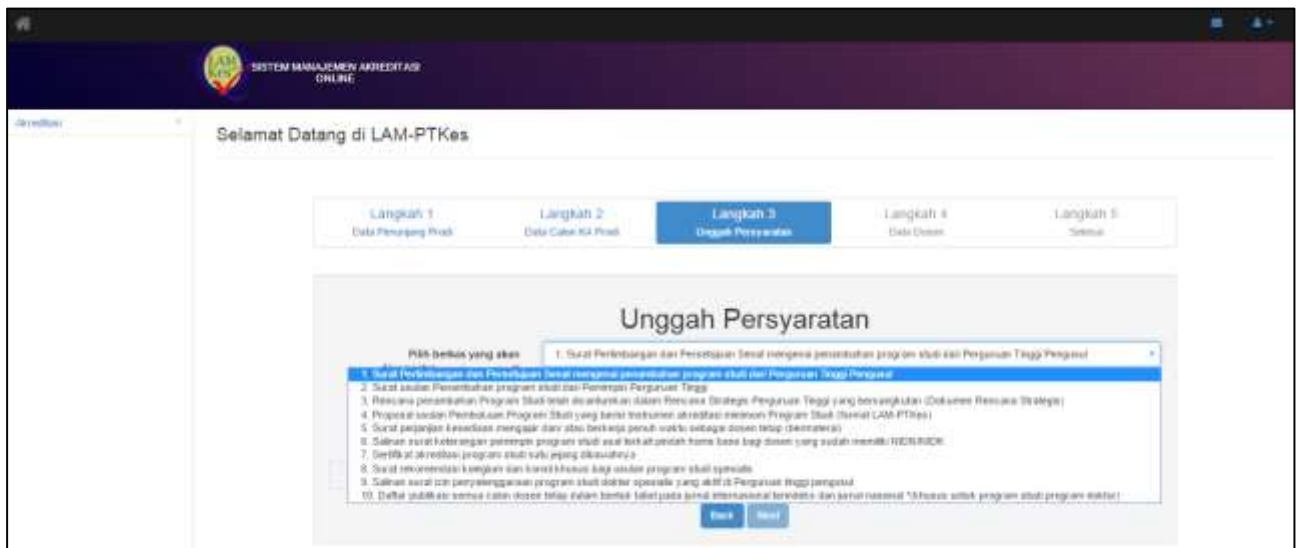 LAM
Kes
SISTEM MANAJEMEN AKREDITASI
ONLINE
Akreditasi
Selamat Datang di LAM-PTKes
Langkah 1
Data Penunjang Prodi
Langkah 2
Data Calon KA Prodi
Langkah 3
Unggah Persyaratan
Langkah 4
Data Dosen
Langkah 5
Selesai
Unggah Persyaratan
Pilih berkas yang akan
1. Surat Pertimbangan dan Persetujuan Senat mengenai penambahan program studi dari Perguruan Tinggi Pengusul
1. Surat Pertimbangan dan Persetujuan Senat mengenai penambahan program studi dari Perguruan Tinggi Pengusul
2. Surat usulan Penambahan program studi dari Pemimpin Perguruan Tinggi
3. Rencana penambahan Program Studi telah dicantumkan dalam Rencana Strategis Perguruan Tinggi yang bersangkutan (Dokumen Rencana Strategis)
4. Proposal usulan Pembukaan Program Studi yang berisi instrumen akreditasi minimum Program Studi (format LAM-PTKes)
5. Surat perjanjian kesediaan mengajar dan/ atau bekerja penuh waktu sebagai dosen tetap (bermaterai)
6. Salinan surat keterangan pemimpin program studi asal terkait pindah home base bagi dosen yang sudah memiliki NIDN/NIDK
7. Sertifikat akreditasi program studi satu jenjang dibawahnya
8. Surat rekomendasi kolegium dan konsil khusus bagi usulan program studi spesialis
9. Salinan surat izin penyelenggaraan program studi dokter spesialis yang aktif di Perguruan tinggi pengusul
10. Daftar publikasi semua calon dosen tetap dalam bentuk tabel pada jurnal internasional terindeks dan jurnal nasional *(khusus untuk program studi program doktor)
Back
Next